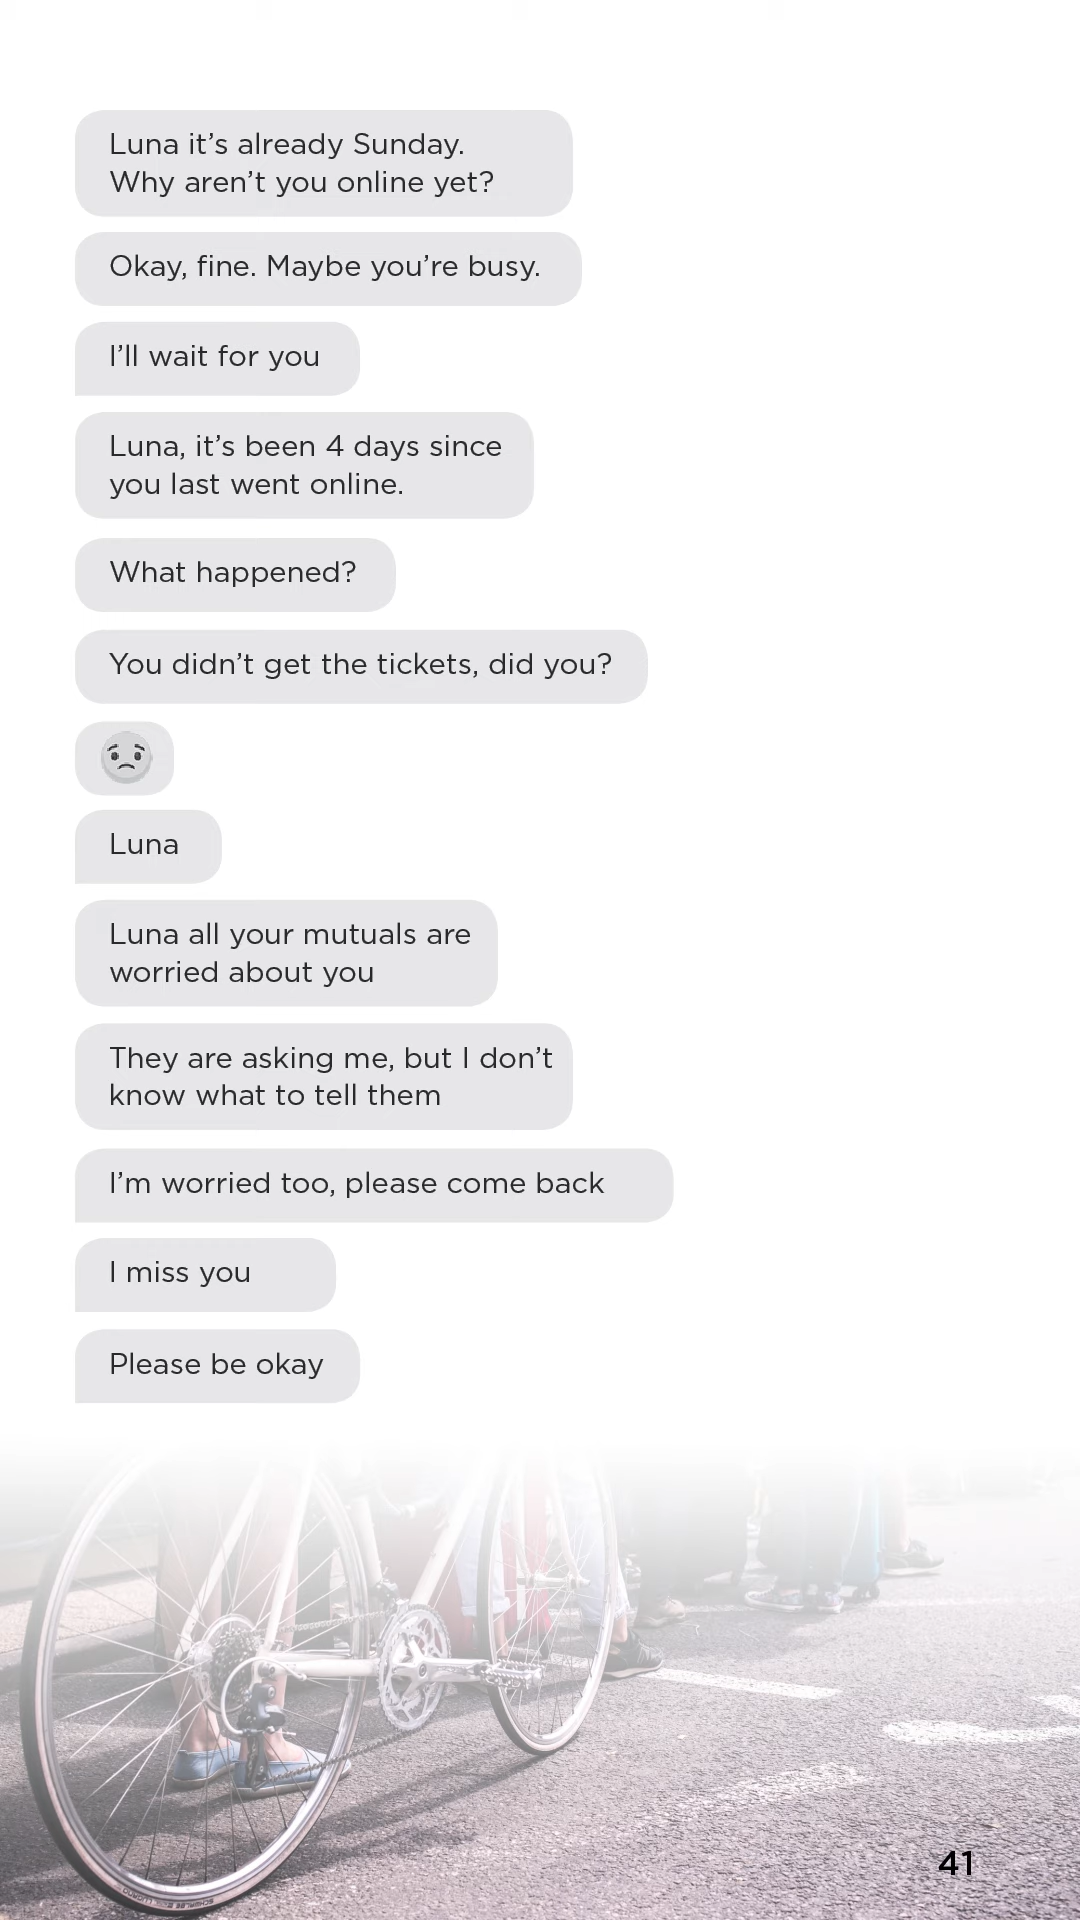 Luna it’s already Sunday.
Why aren’t you online yet?
Okay, fine. Maybe you’re busy.
I’ll wait for you
Luna, it’s been 4 days since
you last went online.
What happened?
You didn’t get the tickets, did you?
Luna
Luna all your mutuals are
worried about you
They are asking me, but I don’t
know what to tell them
I’m worried too, please come back
I miss you
Please be okay
SCHWALBE
LUGANO
41